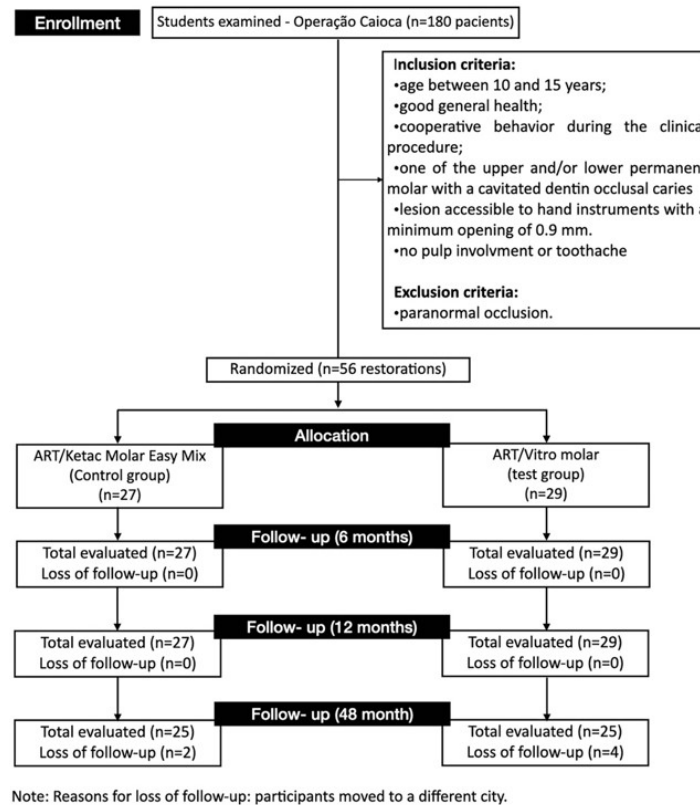 Enrollment
Students examined - Operação Caioca (n=180 pacients)
Inclusion criteria:
•age between 10 and 15 years;
•good general health;
•cooperative behavior during the clinical
procedure;
•one of the upper and/or lower permanen
molar with a cavitated dentin occlusal caries
•lesion accessible to hand instruments with a
minimum opening of 0.9 mm.
•no pulp involvment or toothache
Exclusion criteria:
•paranormal occlusion.
Randomized (n=56 restorations)
Allocation
ART/Ketac Molar Easy Mix
(Control group)
(n=27)
ART/Vitro molar
(test group)
(n=29)
Follow- up (6 months)
Total evaluated (n=27)
Loss of follow-up (n=0)
Total evaluated (n=29)
Loss of follow-up (n=0)
Follow- up (12 months)
Total evaluated (n=27)
Loss of follow-up (n=0)
Total evaluated (n=29)
Loss of follow-up (n=0)
Follow- up (48 month)
Total evaluated (n=25)
Loss of follow-up (n=2)
Total evaluated (n=25)
Loss of follow-up (n=4)
Note: Reasons for loss of follow-up: participants moved to a different city.